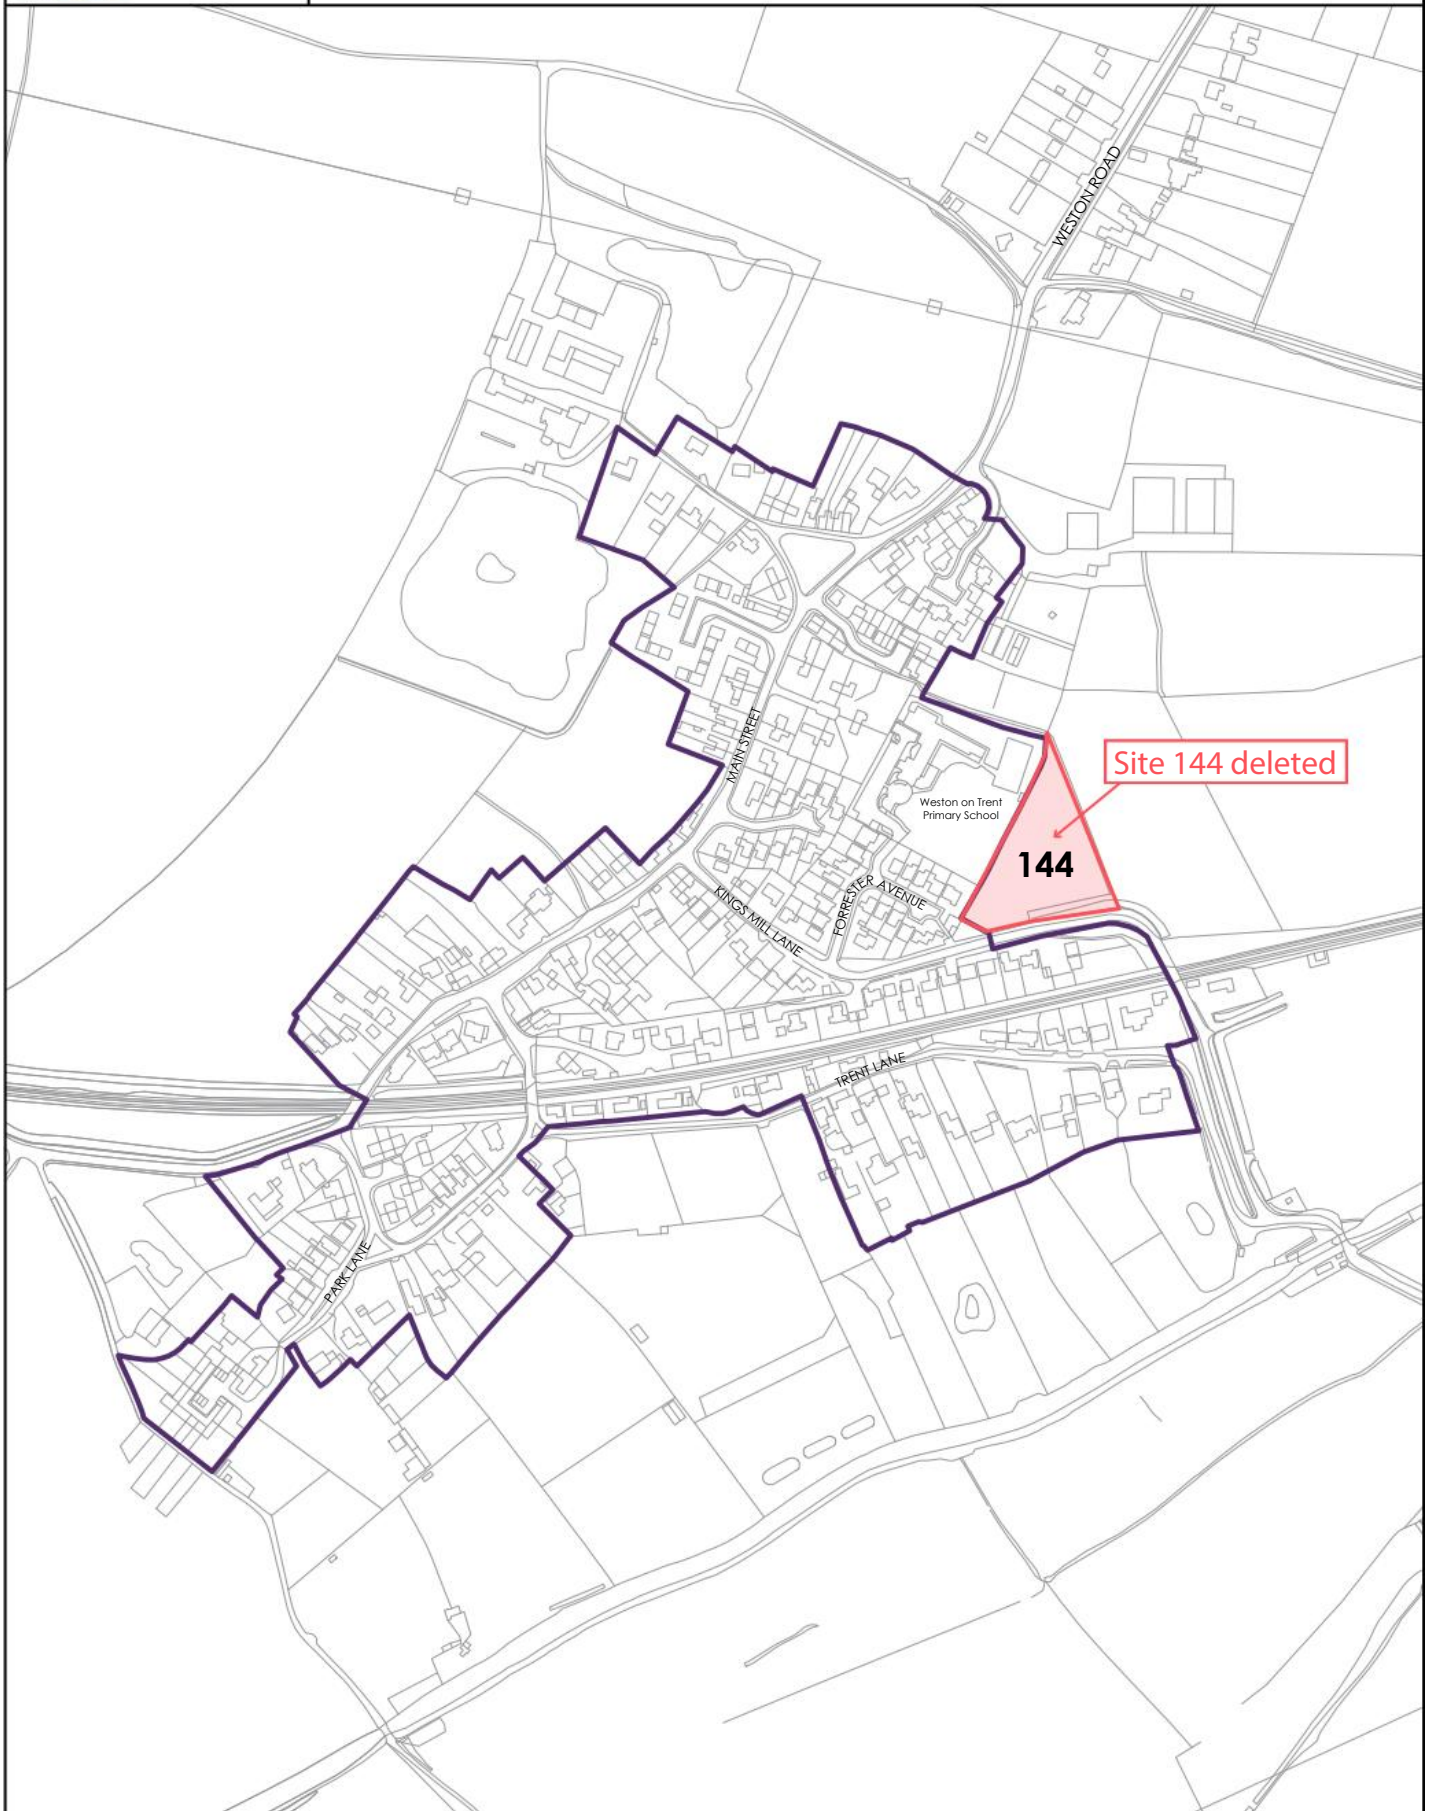 WESTON ROAD
MAIN STREET
Site 144 deleted
Weston on Trent
Primary School
144
KINGS MILL LANE
FORRESTER AVENUE
TRENT LANE
PARK LANE